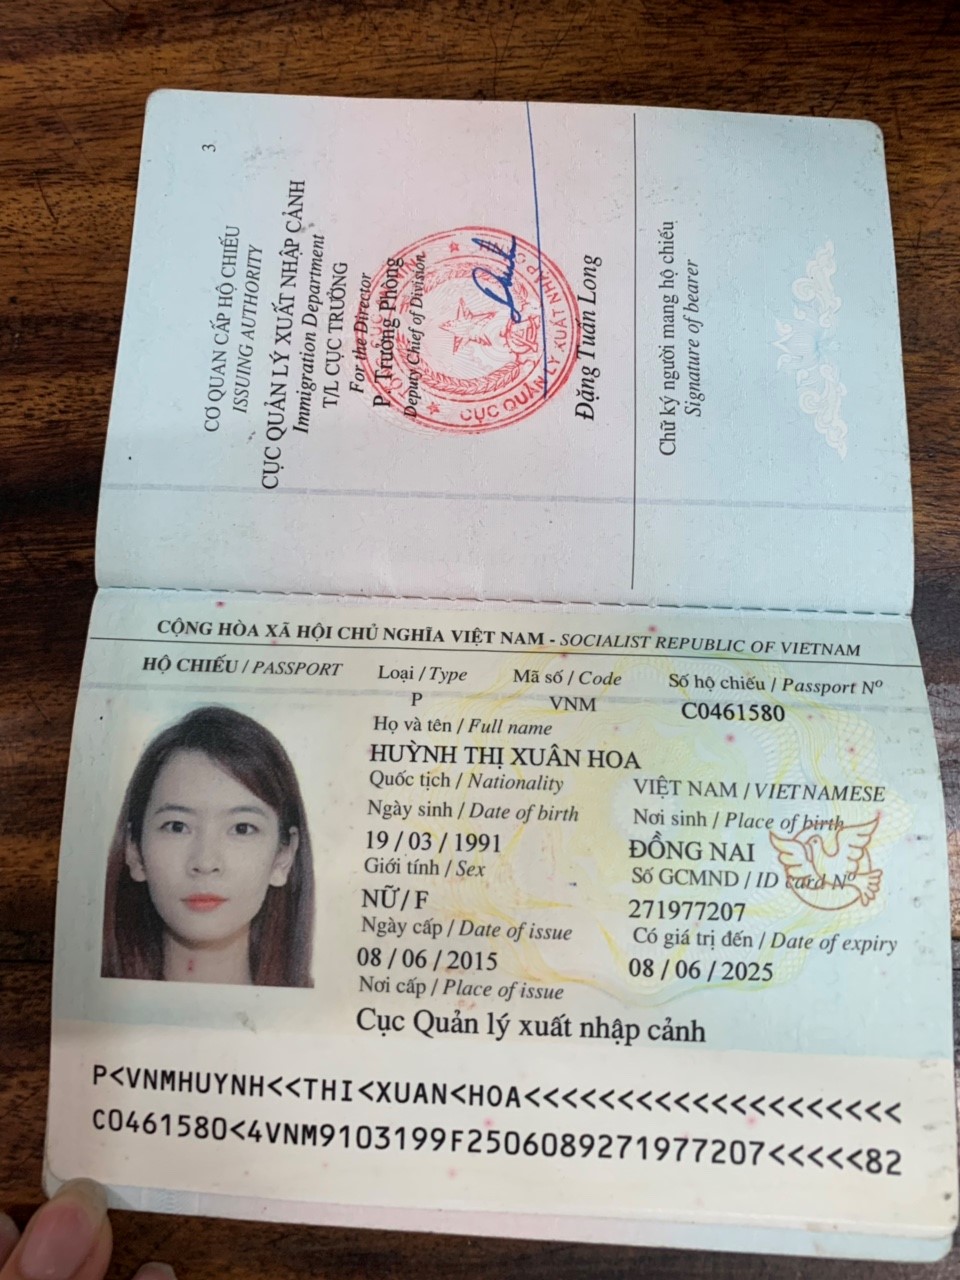 3
CƠ QUAN CẤP HỘ CHIẾU
ISSUING AUTHORITY
CỤC QUẢN LÝ XUẤT NHẬP CẢNH
Immigration Department
T/L CỤC TRƯỞNG
For the Director
P. Trưởng Phòng
Deputy Chief of Division
CỤC QUẢN LÝ XUẤT NHẬP
Đặng Tuấn Long
Chữ ký người mang hộ chiếu
Signature of bearer
CỘNG HÒA XÃ HỘI CHỦ NGHĨA VIỆT NAM - SOCIALIST REPUBLIC OF VIETNAM
HỘ CHIẾU / PASSPORT Loại / Type Mã số / Code Số hộ chiếu / Passport Nº
P VNM C0461580
Họ và tên / Full name
HUỲNH THỊ XUÂN HOA
Quốc tịch / Nationality VIỆT NAM / VIETNAMESE
Ngày sinh / Date of birth Nơi sinh / Place of birth
19 / 03 / 1991 ĐỒNG NAI
Giới tính / Sex Số GCMND / ID card Nº
NỮ / F 271977207
Ngày cấp / Date of issue Có giá trị đến / Date of expiry
08 / 06 / 2015 08 / 06 / 2025
Nơi cấp / Place of issue
Cục Quản lý xuất nhập cảnh
P<VNMHUYNH<<THI<XUAN<HOA<<<<<<<<<<<<<<<<<<<<
C0461580<4VNM9103199F2506089271977207<<<<<82